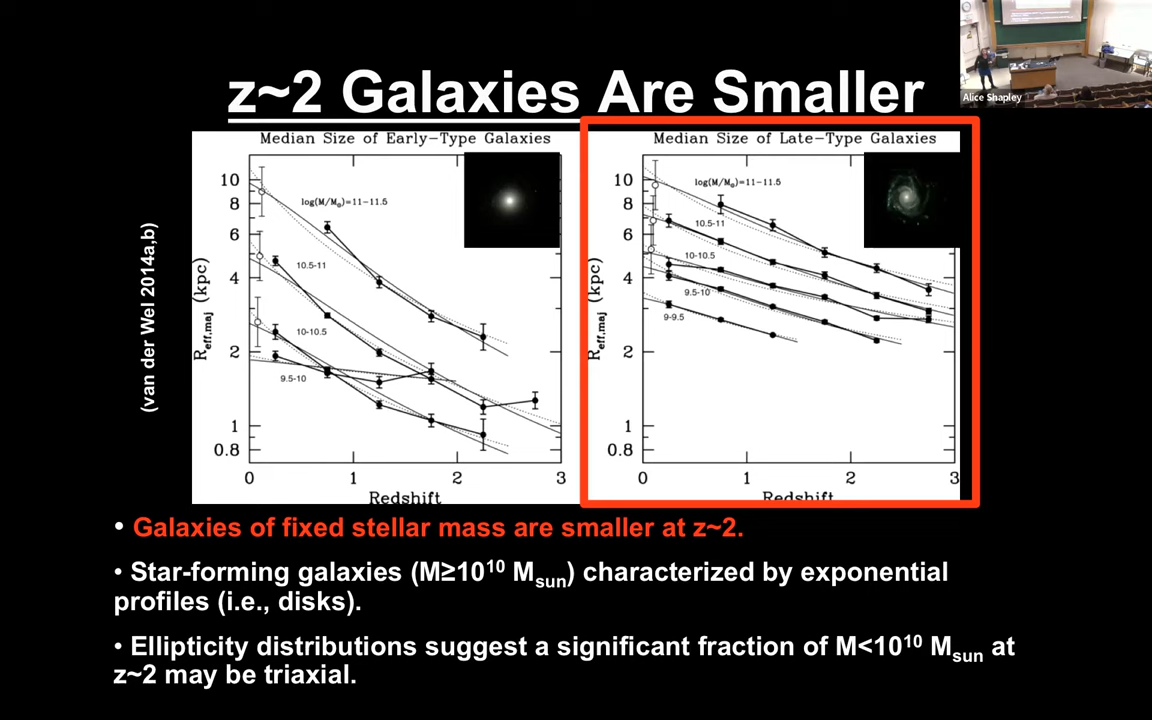 Alice Shapley
z~2 Galaxies Are Smaller
(van der Wel 2014a,b)
Median Size of Early-Type Galaxies
log(M/M⊙)=11-11.5
10.5-11
10-10.5
9.5-10
10
8
6
4
2
1
0.8
R_eff,maj (kpc)
0 1 2 3
Redshift
Median Size of Late-Type Galaxies
log(M/M⊙)=11-11.5
10.5-11
10-10.5
9.5-10
9-9.5
10
8
6
4
2
1
0.8
R_eff,maj (kpc)
0 1 2 3
Redshift
• Galaxies of fixed stellar mass are smaller at z~2.
• Star-forming galaxies (M≥10¹⁰ M_sun) characterized by exponential
profiles (i.e., disks).
• Ellipticity distributions suggest a significant fraction of M<10¹⁰ M_sun at
z~2 may be triaxial.